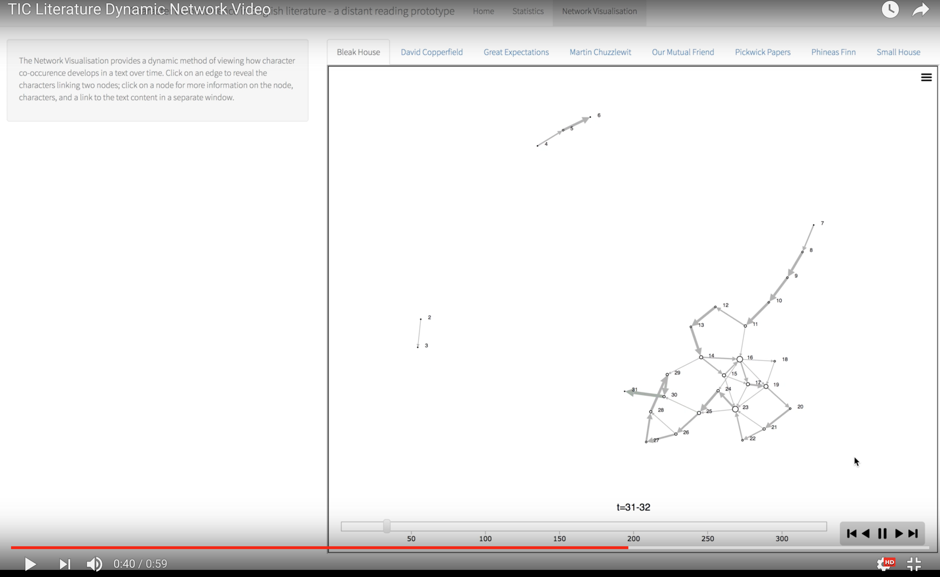 TIC Literature Dynamic Network Video
glish literature - a distant reading prototype
Home
Statistics
Network Visualisation
The Network Visualisation provides a dynamic method of viewing how character
co-occurence develops in a text over time. Click on an edge to reveal the
characters linking two nodes; click on a node for more information on the node,
characters, and a link to the text content in a separate window.
Bleak House
David Copperfield
Great Expectations
Martin Chuzzlewit
Our Mutual Friend
Pickwick Papers
Phineas Finn
Small House
6
5
4
7
8
9
10
2
3
12
11
13
14
16
18
15
29
17
19
31
30
24
28
25
23
20
26
21
27
22
t=31-32
50
100
150
200
250
300
0:40 / 0:59
HD